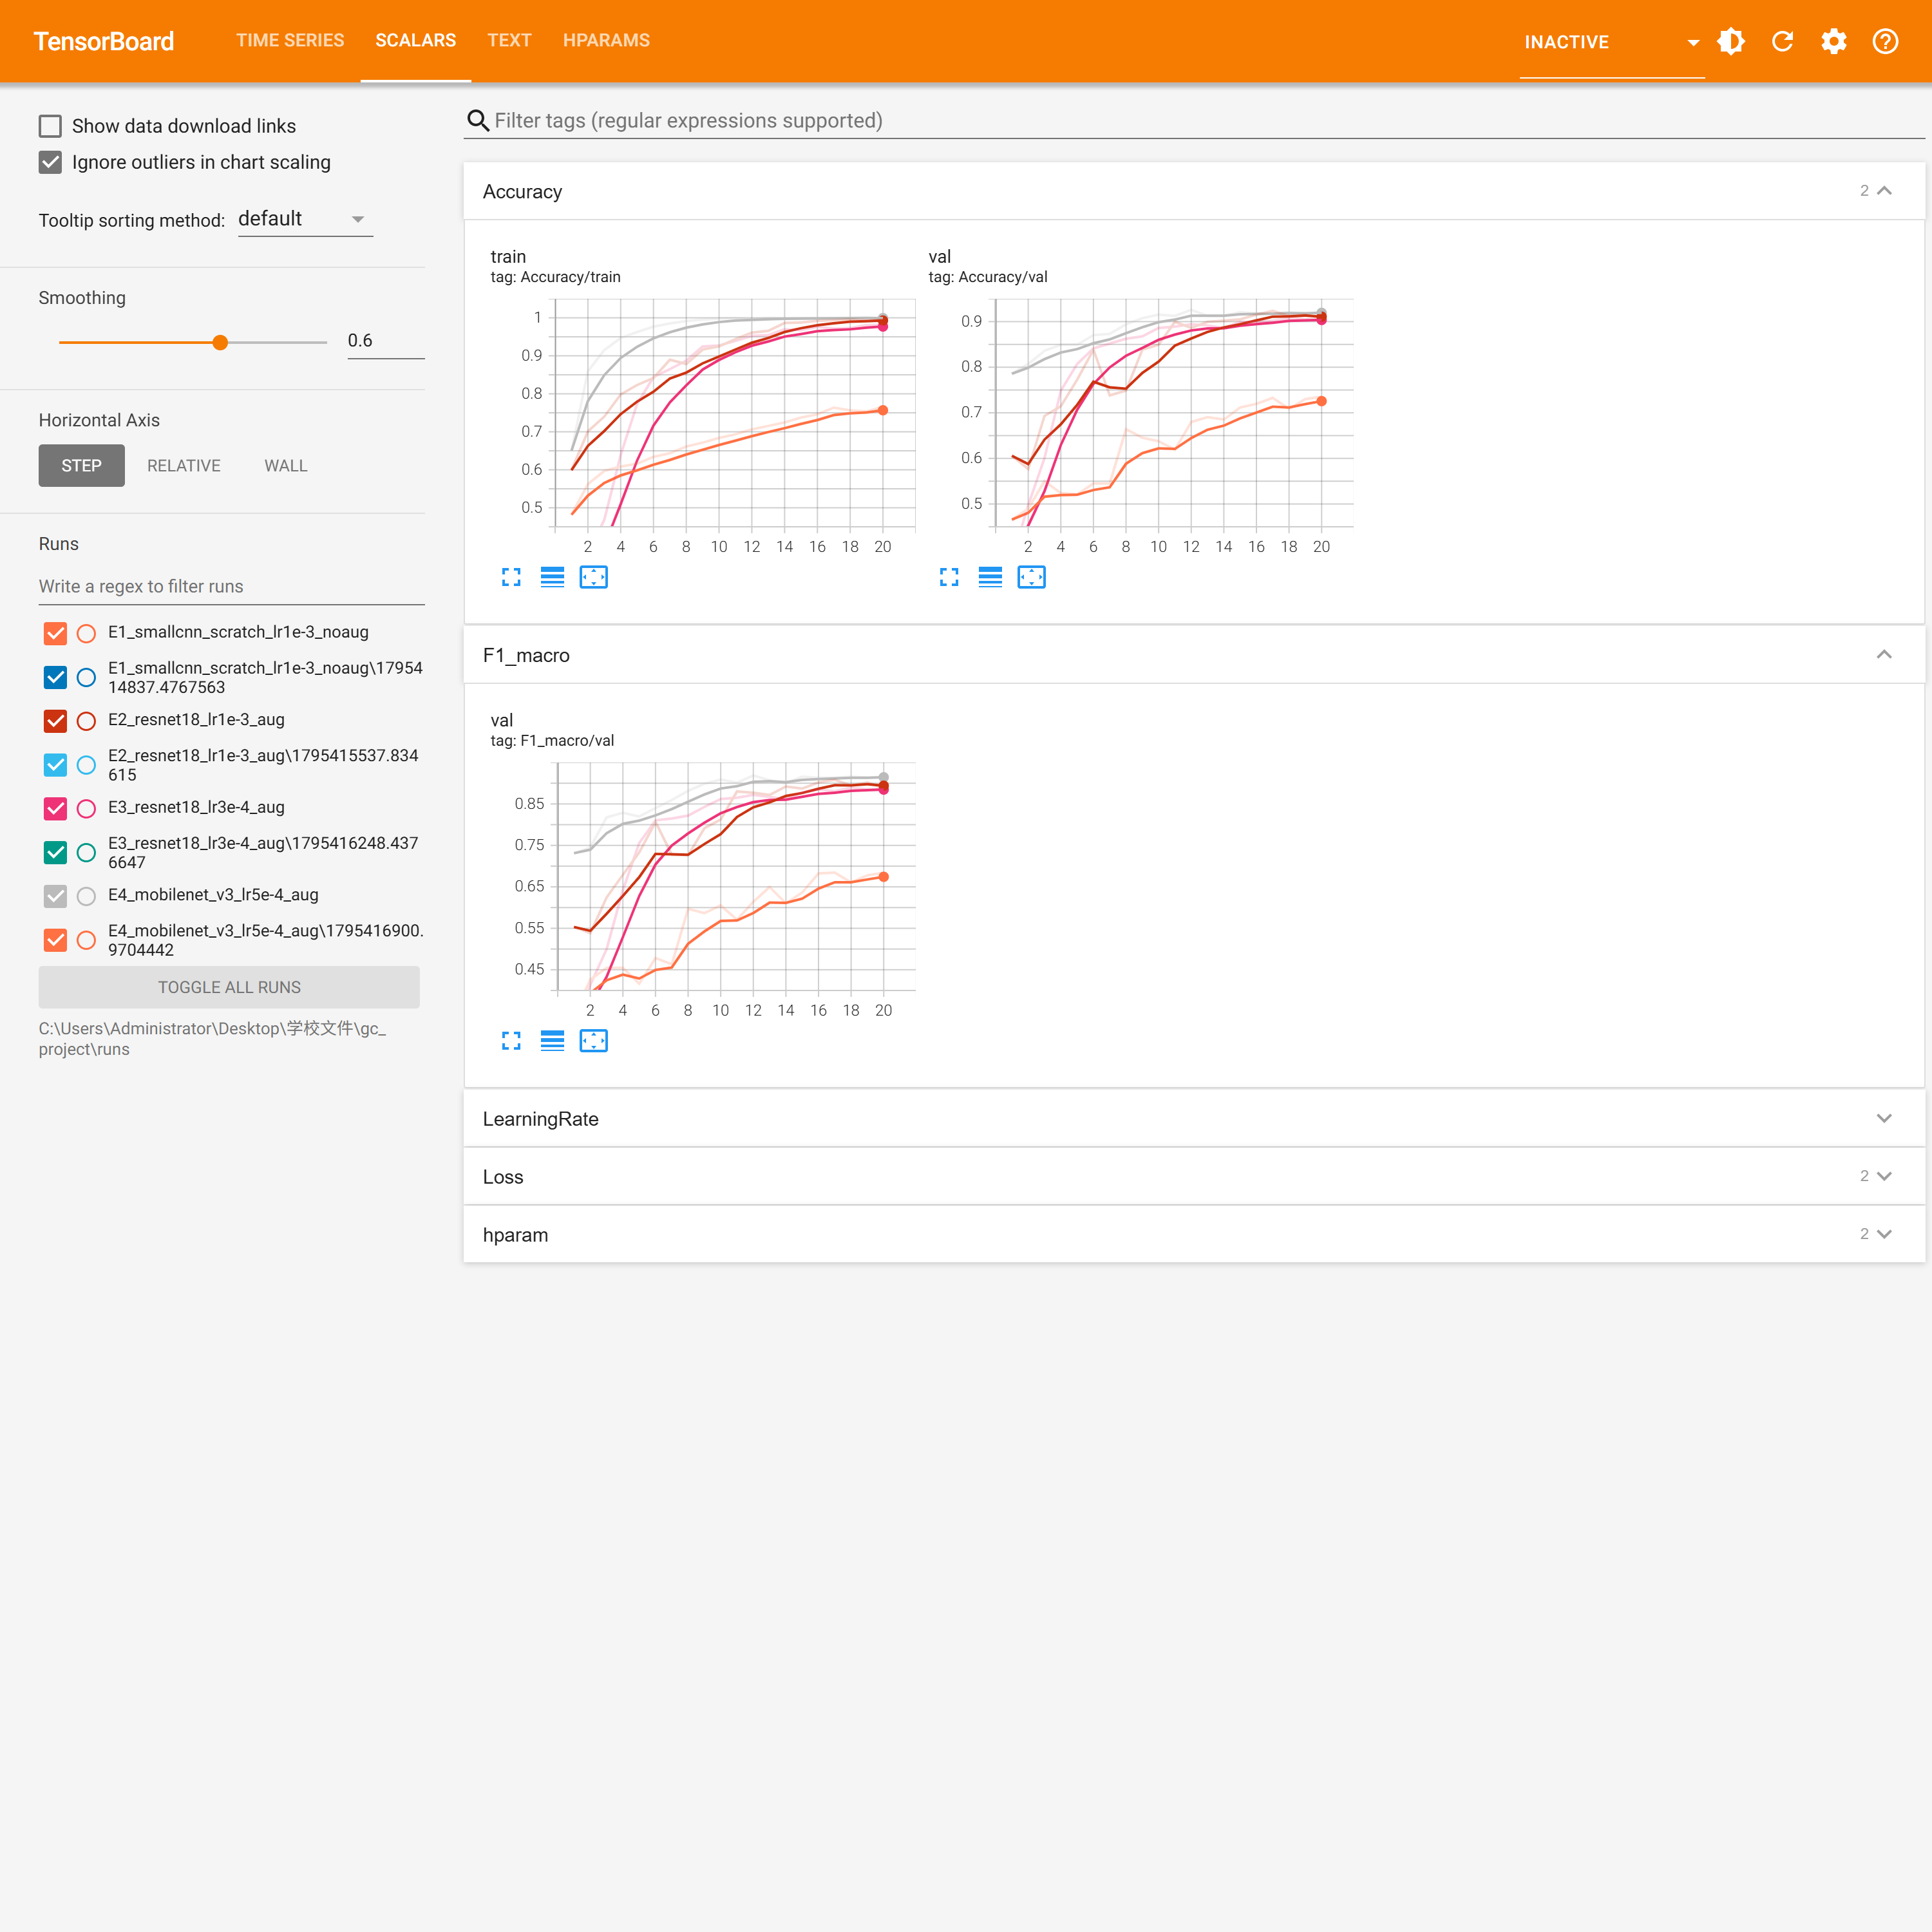 TensorBoard
TIME SERIES
SCALARS
TEXT
HPARAMS
INACTIVE
Show data download links
Ignore outliers in chart scaling
Tooltip sorting method: default
Smoothing
0.6
Horizontal Axis
STEP
RELATIVE
WALL
Runs
Write a regex to filter runs
E1_smallcnn_scratch_lr1e-3_noaug
E1_smallcnn_scratch_lr1e-3_noaug\17954
14837.4767563
E2_resnet18_lr1e-3_aug
E2_resnet18_lr1e-3_aug\1795415537.834
615
E3_resnet18_lr3e-4_aug
E3_resnet18_lr3e-4_aug\1795416248.437
6647
E4_mobilenet_v3_lr5e-4_aug
E4_mobilenet_v3_lr5e-4_aug\1795416900.
9704442
TOGGLE ALL RUNS
C:\Users\Administrator\Desktop\学校文件\gc_
project\runs
Filter tags (regular expressions supported)
Accuracy
2
train
tag: Accuracy/train
1
0.9
0.8
0.7
0.6
0.5
2 4 6 8 10 12 14 16 18 20
val
tag: Accuracy/val
0.9
0.8
0.7
0.6
0.5
2 4 6 8 10 12 14 16 18 20
F1_macro
val
tag: F1_macro/val
0.85
0.75
0.65
0.55
0.45
2 4 6 8 10 12 14 16 18 20
LearningRate
Loss
2
hparam
2